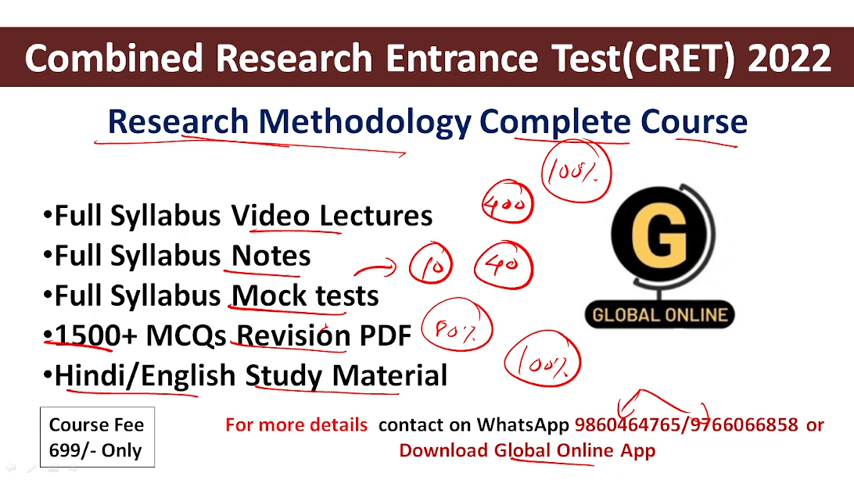 Combined Research Entrance Test(CRET) 2022
Research Methodology Complete Course
100%
•Full Syllabus Video Lectures
400
•Full Syllabus Notes
10
40
•Full Syllabus Mock tests
•1500+ MCQs Revision PDF
80%
100%
•Hindi/English Study Material
G
GLOBAL ONLINE
Course Fee
699/- Only
For more details contact on WhatsApp 9860464765/9766066858 or
Download Global Online App